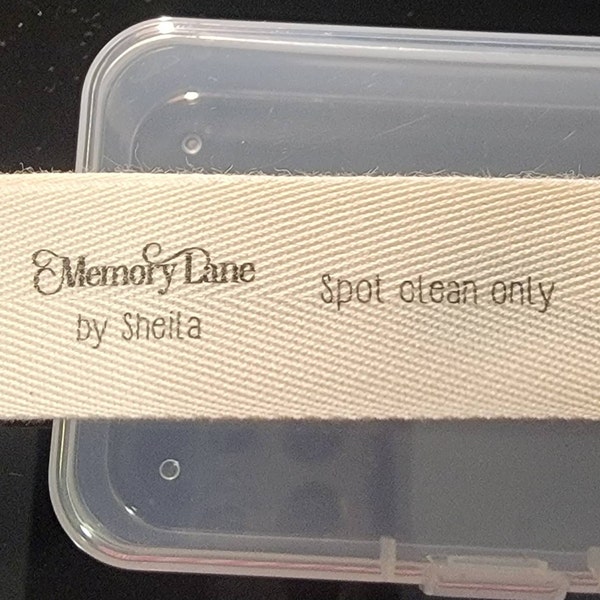 Memory Lane
by Sheila
Spot clean only